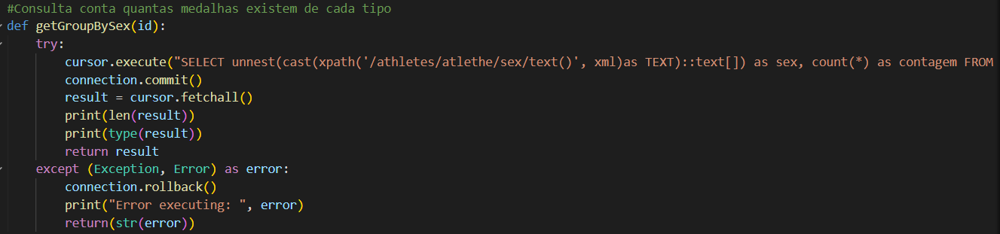 #Consulta conta quantas medalhas existem de cada tipo
def getGroupBySex(id):
    try:
        cursor.execute("SELECT unnest(cast(xpath('/athletes/atlethe/sex/text()', xml)as TEXT)::text[]) as sex, count(*) as contagem FROM
        connection.commit()
        result = cursor.fetchall()
        print(len(result))
        print(type(result))
        return result
    except (Exception, Error) as error:
        connection.rollback()
        print("Error executing: ", error)
        return(str(error))